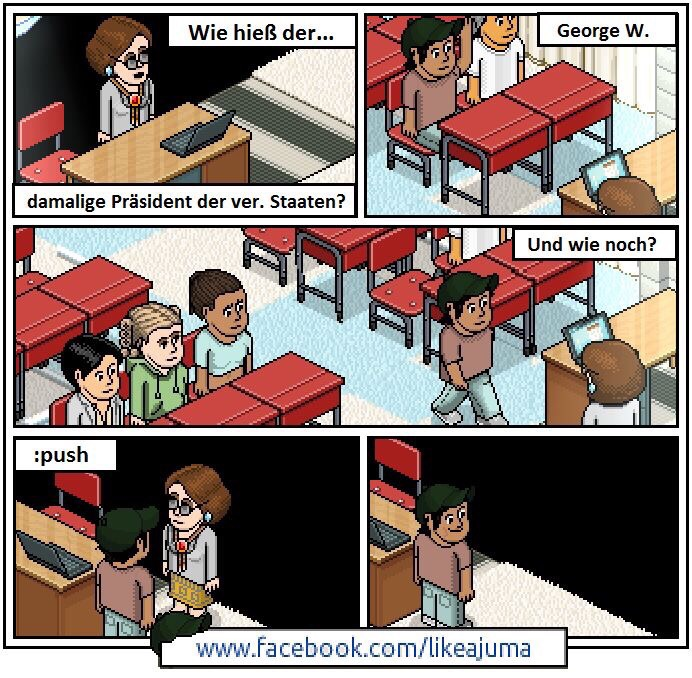 Wie hieß der...
damalige Präsident der ver. Staaten?
George W.
Und wie noch?
:push
www.facebook.com/likeajuma